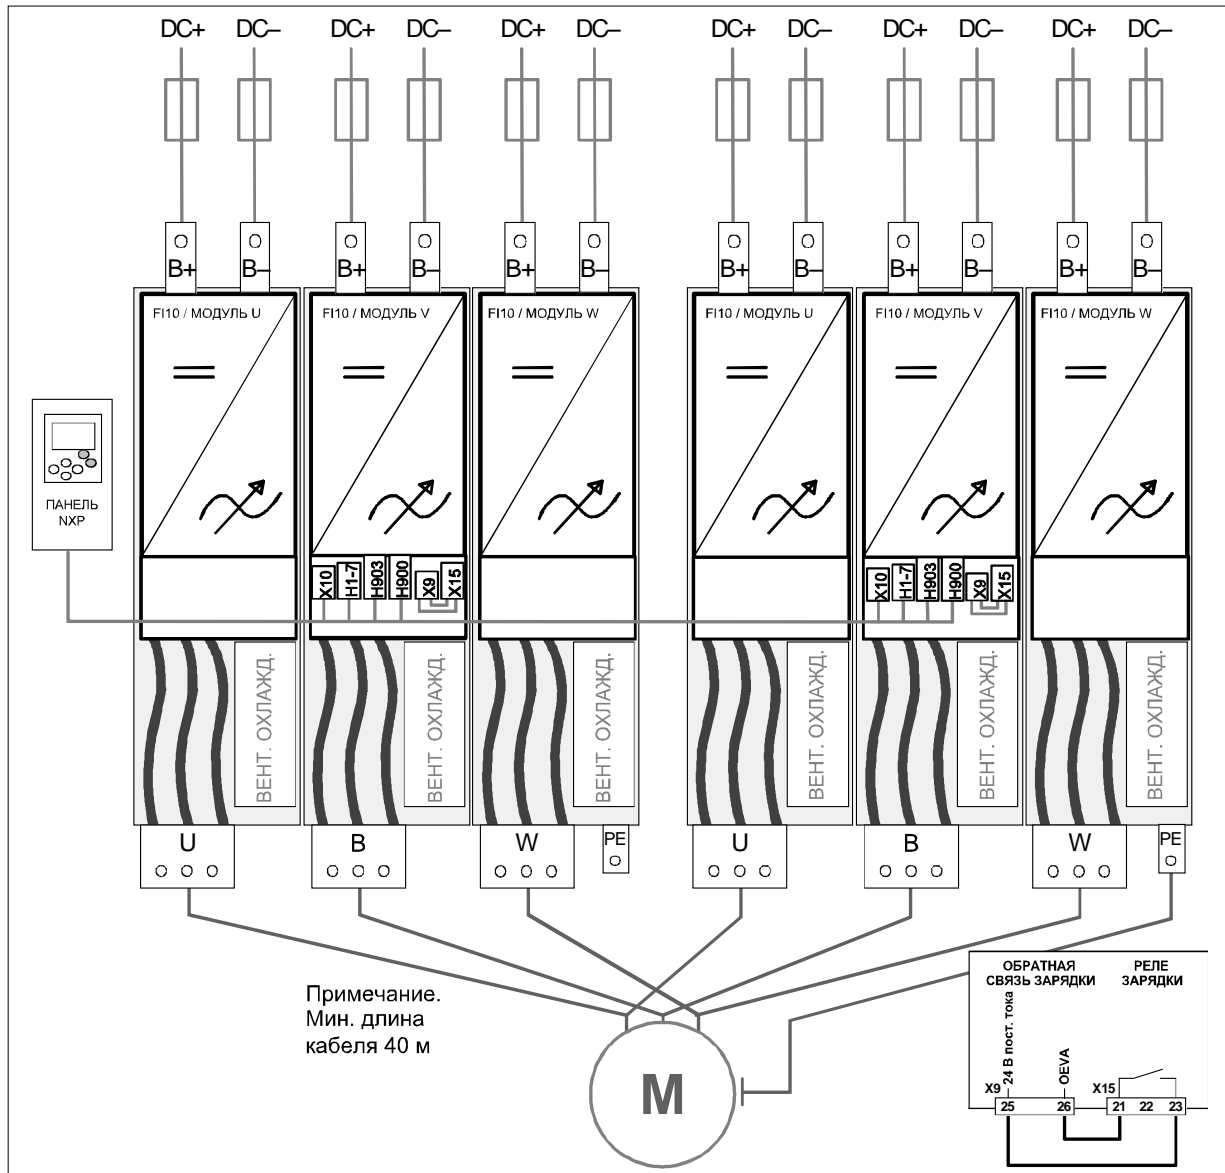 DC+ DC– DC+ DC– DC+ DC– DC+ DC– DC+ DC– DC+ DC–
B+ B– B+ B– B+ B– B+ B– B+ B– B+ B–
FI10 / МОДУЛЬ U FI10 / МОДУЛЬ V FI10 / МОДУЛЬ W FI10 / МОДУЛЬ U FI10 / МОДУЛЬ V FI10 / МОДУЛЬ W
ПАНЕЛЬ
NXP
X10 H1-7 H903 H900 X9 X15 X10 H1-7 H903 H900 X9 X15
ВЕНТ. ОХЛАЖД. ВЕНТ. ОХЛАЖД. ВЕНТ. ОХЛАЖД. ВЕНТ. ОХЛАЖД. ВЕНТ. ОХЛАЖД. ВЕНТ. ОХЛАЖД.
U B W PE U B W PE
Примечание.
Мин. длина
кабеля 40 м
M
ОБРАТНАЯ
СВЯЗЬ ЗАРЯДКИ
РЕЛЕ
ЗАРЯДКИ
24 В пост. тока
OEVA
X9 X15
25 26 21 22 23